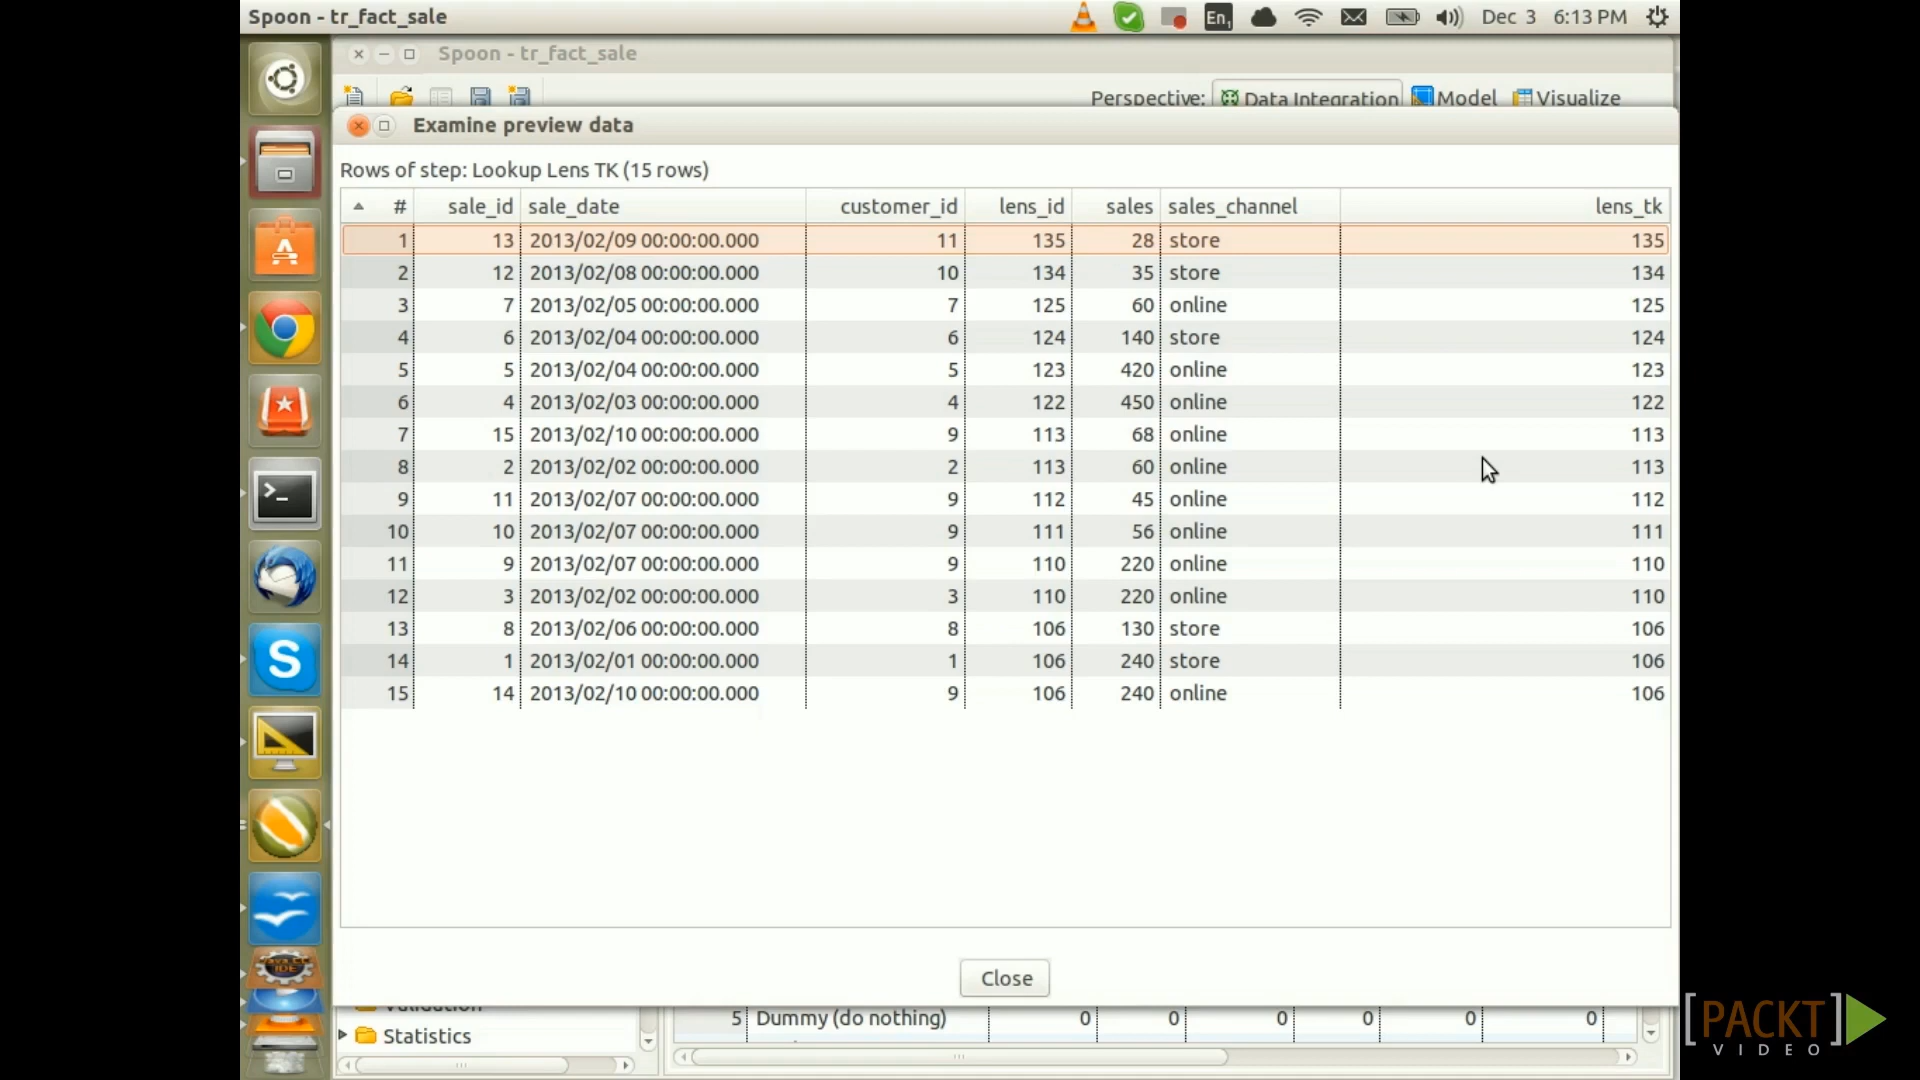 Spoon - tr_fact_sale
En1 Dec 3 6:13 PM
Spoon - tr_fact_sale
Perspective: Data Integration Model Visualize
Examine preview data
Rows of step: Lookup Lens TK (15 rows)
# sale_id sale_date customer_id lens_id sales sales_channel lens_tk
1 13 2013/02/09 00:00:00.000 11 135 28 store 135
2 12 2013/02/08 00:00:00.000 10 134 35 store 134
3 7 2013/02/05 00:00:00.000 7 125 60 online 125
4 6 2013/02/04 00:00:00.000 6 124 140 store 124
5 5 2013/02/04 00:00:00.000 5 123 420 online 123
6 4 2013/02/03 00:00:00.000 4 122 450 online 122
7 15 2013/02/10 00:00:00.000 9 113 68 online 113
8 2 2013/02/02 00:00:00.000 2 113 60 online 113
9 11 2013/02/07 00:00:00.000 9 112 45 online 112
10 10 2013/02/07 00:00:00.000 9 111 56 online 111
11 9 2013/02/07 00:00:00.000 9 110 220 online 110
12 3 2013/02/02 00:00:00.000 3 110 220 online 110
13 8 2013/02/06 00:00:00.000 8 106 130 store 106
14 1 2013/02/01 00:00:00.000 1 106 240 store 106
15 14 2013/02/10 00:00:00.000 9 106 240 online 106
Close
Validation
Statistics
5 Dummy (do nothing) 0 0 0 0 0 0
[PACKT]
VIDEO